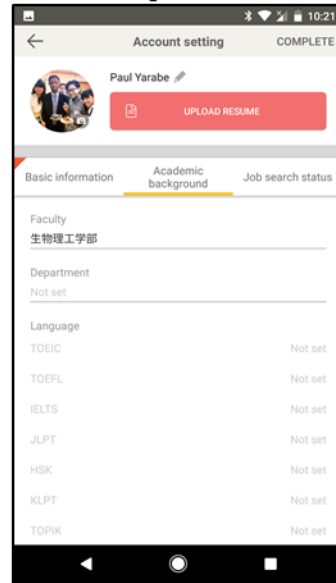 10:21
Account setting
COMPLETE
Paul Yarabe
UPLOAD RESUME
Basic information
Academic
background
Job search status
Faculty
生物理工学部
Department
Not set
Language
TOEIC Not set
TOEFL Not set
IELTS Not set
JLPT Not set
HSK Not set
KLPT Not set
TOPIK Not set